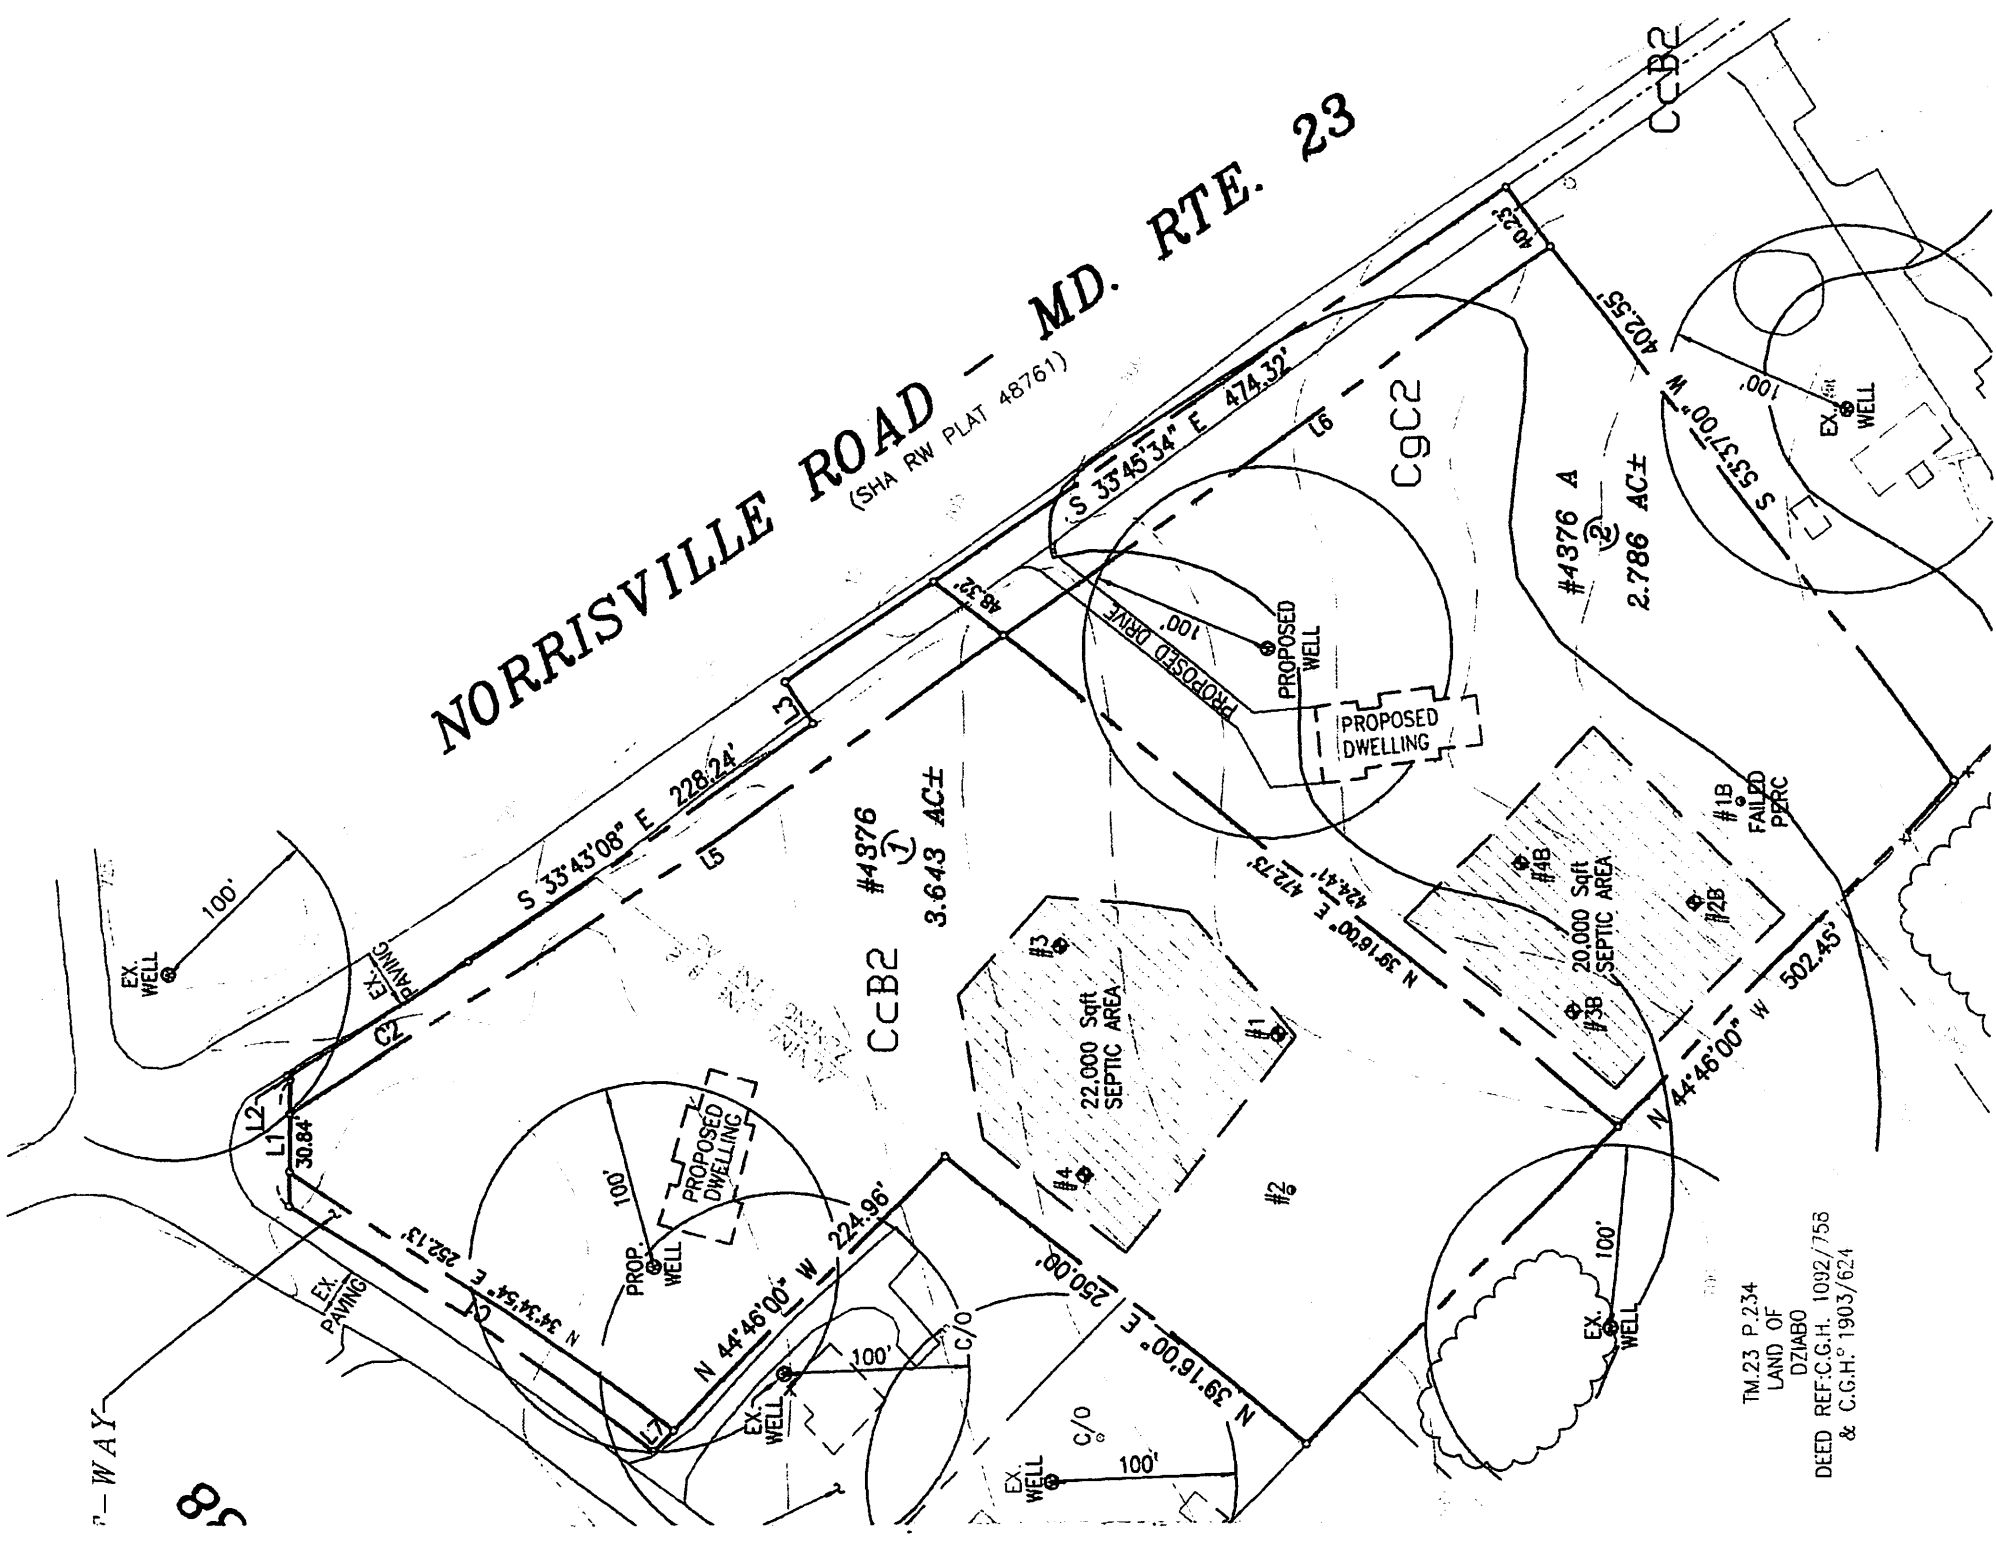 NORRISVILLE ROAD – MD. RTE. 23
(SHA RW PLAT 48761)
CcB2
S 33°45'34" E 474.32'
40.23'
402.55'
S 53°37'00" W
L6
CgC2
#4376 A
2
2.786 AC±
100'
EX.
WELL
48.32'
L3
S 33°43'08" E 228.24'
L5
PROPOSED DRIVE
100'
PROPOSED
WELL
PROPOSED
DWELLING
#4376
1
3.643 AC±
CcB2
100'
EX.
WELL
EX.
PAVING
C2
L2
L1
30.84'
N 39°16'00" E 472.73'
424.41'
#1B
FAILED
PERC
#4B
#2B
#3B
20,000 Sqft
SEPTIC AREA
N 44°46'00" W 502.45'
#3
#1
#4
#2
22,000 Sqft
SEPTIC AREA
PROPOSED
DWELLING
100'
PROP.
WELL
N 34°34'54" E 252.13'
C1
EX.
PAVING
L7
N 44°46'00" W 224.96'
N 39°16'00" E 250.00'
EX.
WELL
100'
C/O
C/O
EX.
WELL
100'
EX.
WELL
100'
F-WAY
8
TM.23 P.234
LAND OF
DZIABO
DEED REF:C.G.H. 1092/758
& C.G.H.° 1903/624